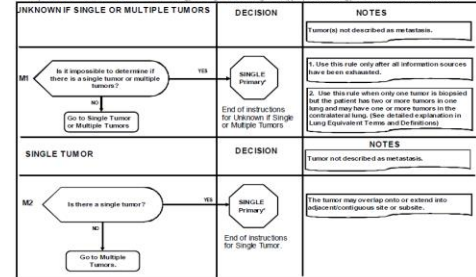 UNKNOWN IF SINGLE OR MULTIPLE TUMORS
DECISION
NOTES
Tumor(s) not described as metastasis.
M1
Is it impossible to determine if
there is a single tumor or multiple
tumors?
YES
SINGLE
Primary*
NO
Go to Single Tumor
or Multiple Tumors
End of instructions
for Unknown if Single
or Multiple Tumors
1. Use this rule only after all information sources
have been exhausted.
2. Use this rule when only one tumor is biopsied
but the patient has two or more tumors in one
lung and may have one or more tumors in the
contralateral lung. (See detailed explanation in
Lung Equivalent Terms and Definitions)
SINGLE TUMOR
DECISION
NOTES
Tumor not described as metastasis.
M2
Is there a single tumor?
YES
SINGLE
Primary*
NO
Go to Multiple
Tumors.
End of instructions
for Single Tumor.
The tumor may overlap onto or extend into
adjacent/contiguous site or subsite.